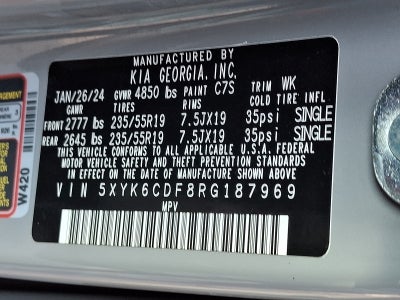 MANUFACTURED BY
KIA GEORGIA, INC.
JAN/26/24 GVWR 4850 lbs PAINT C7S TRIM WK
GAWR TIRES RIMS COLD TIRE INFL
FRONT 2777 lbs 235/55R19 7.5JX19 35psi SINGLE
REAR 2645 lbs 235/55R19 7.5JX19 35psi SINGLE
THIS VEHICLE CONFORMS TO ALL APPLICABLE U.S.A. FEDERAL
MOTOR VEHICLE SAFETY AND THEFT PREVENTION STANDARDS
IN EFFECT ON THE DATE OF MANUFACTURE SHOWN ABOVE.
VIN 5XYK6CDF8RG187969
MPV
W420